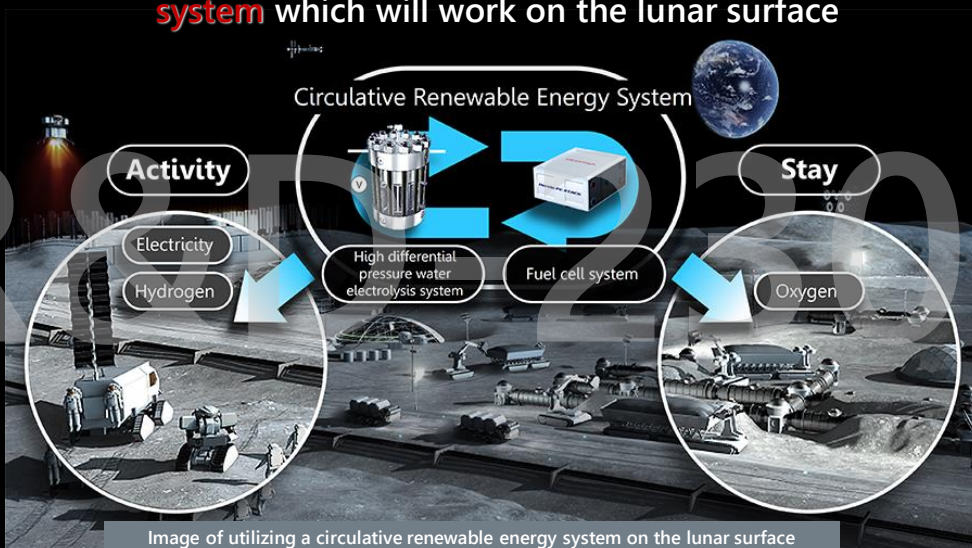 system which will work on the lunar surface
Circulative Renewable Energy System
Activity
Stay
Electricity
Hydrogen
High differential
pressure water
electrolysis system
Fuel cell system
Oxygen
R&D 230
Image of utilizing a circulative renewable energy system on the lunar surface